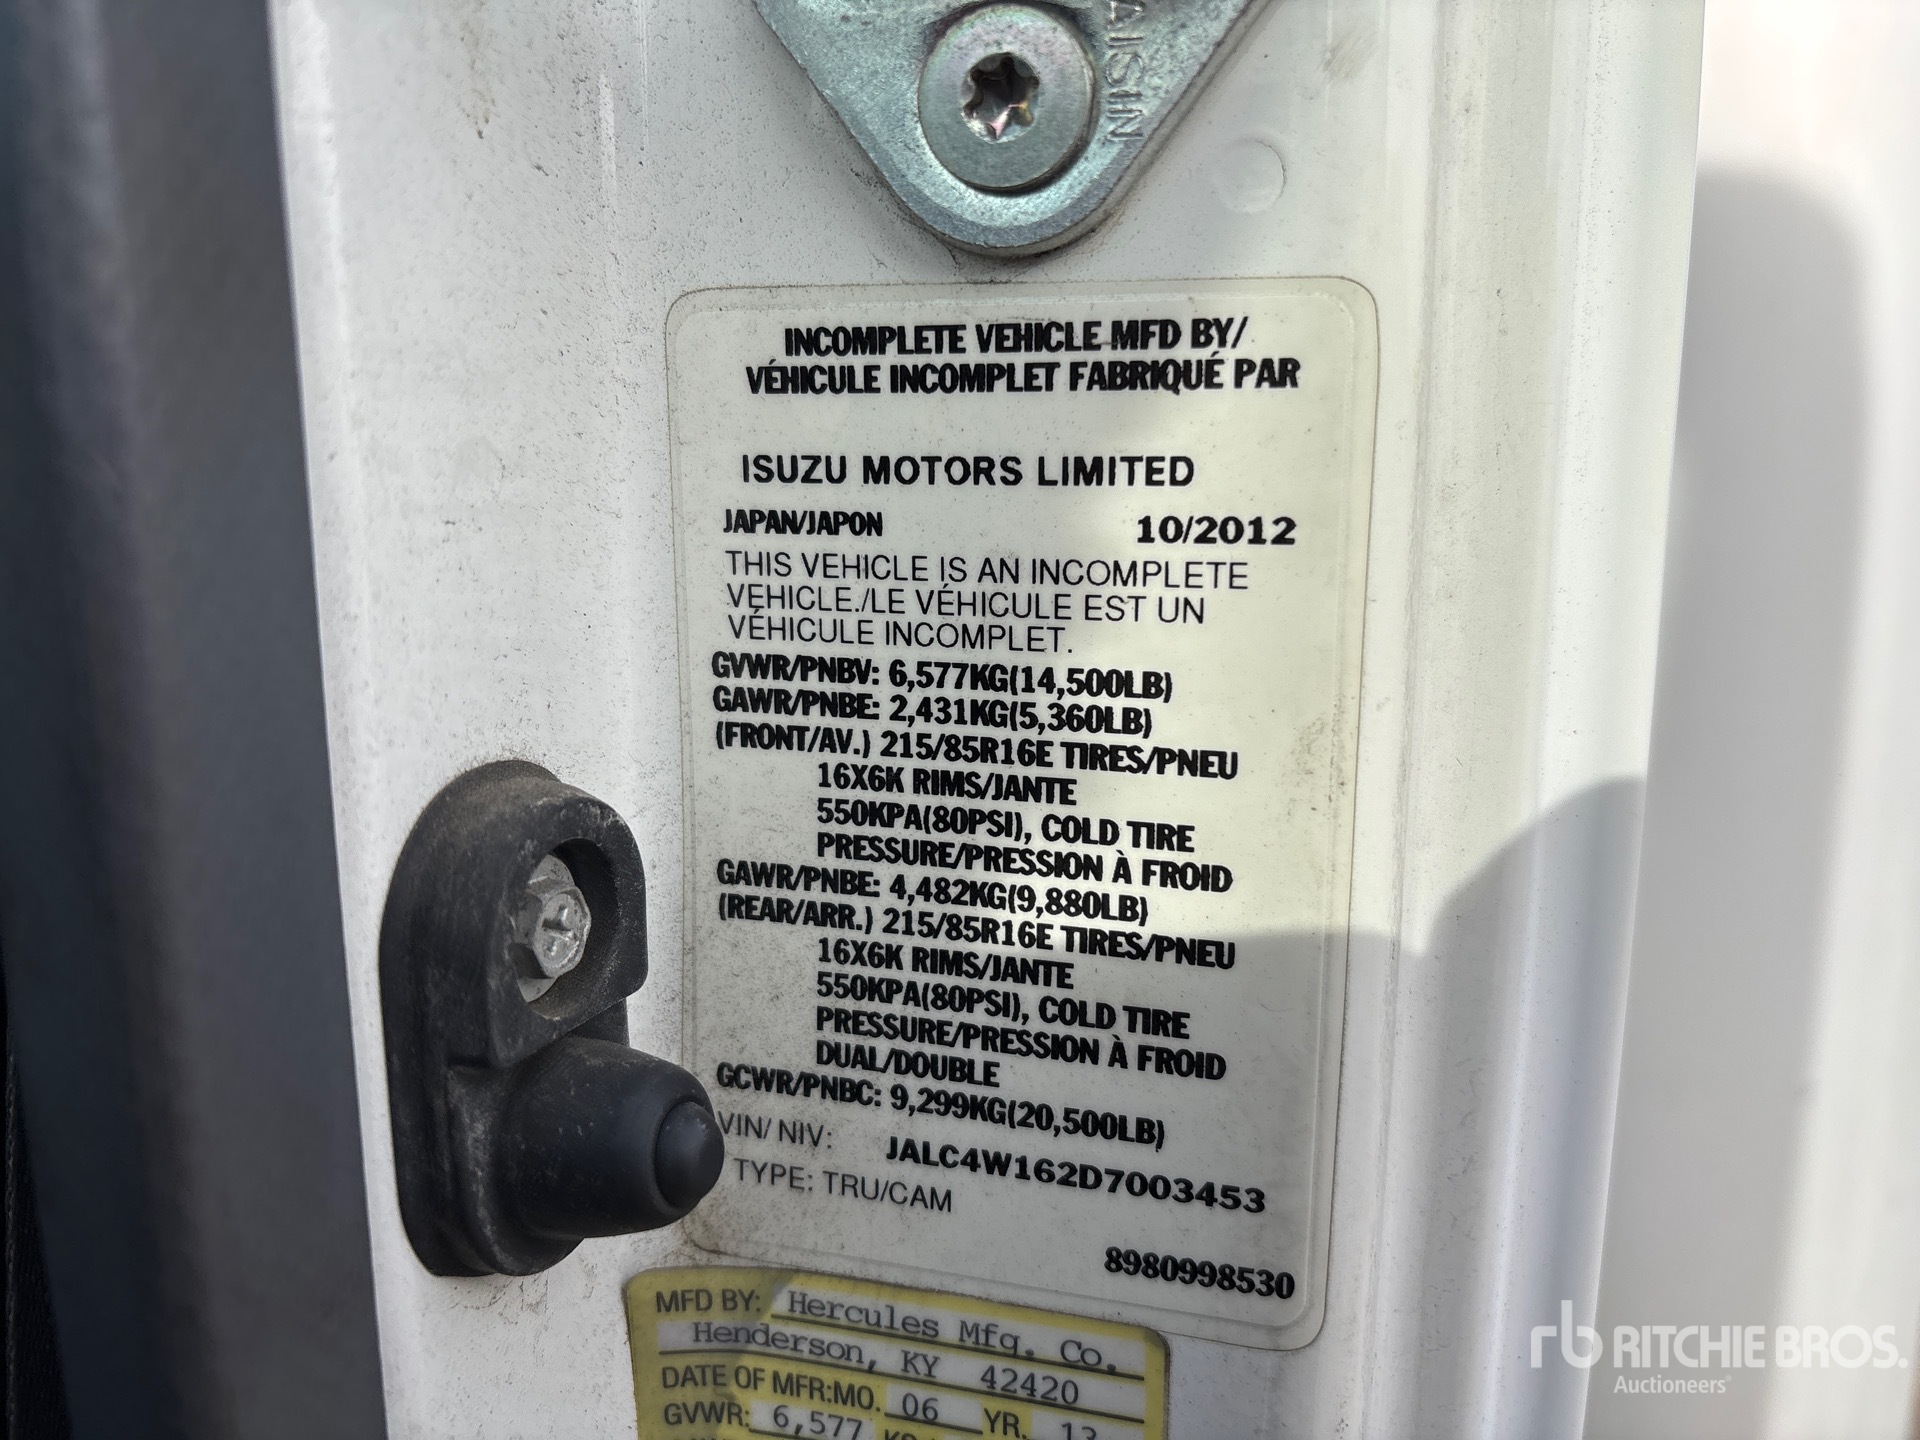 AISIN
INCOMPLETE VEHICLE MFD BY/
VÉHICULE INCOMPLET FABRIQUÉ PAR
ISUZU MOTORS LIMITED
JAPAN/JAPON 10/2012
THIS VEHICLE IS AN INCOMPLETE
VEHICLE./LE VÉHICULE EST UN
VÉHICULE INCOMPLET.
GVWR/PNBV: 6,577KG(14,500LB)
GAWR/PNBE: 2,431KG(5,360LB)
(FRONT/AV.) 215/85R16E TIRES/PNEU
16X6K RIMS/JANTE
550KPA(80PSI), COLD TIRE
PRESSURE/PRESSION À FROID
GAWR/PNBE: 4,482KG(9,880LB)
(REAR/ARR.) 215/85R16E TIRES/PNEU
16X6K RIMS/JANTE
550KPA(80PSI), COLD TIRE
PRESSURE/PRESSION À FROID
DUAL/DOUBLE
GCWR/PNBC: 9,299KG(20,500LB)
VIN/NIV: JALC4W162D7003453
TYPE: TRU/CAM
8980998530
MFD BY: Hercules Mfg. Co.
Henderson, KY 42420
DATE OF MFR:MO. 06 YR. 13
GVWR: 6,577
rb RITCHIE BROS.
Auctioneers